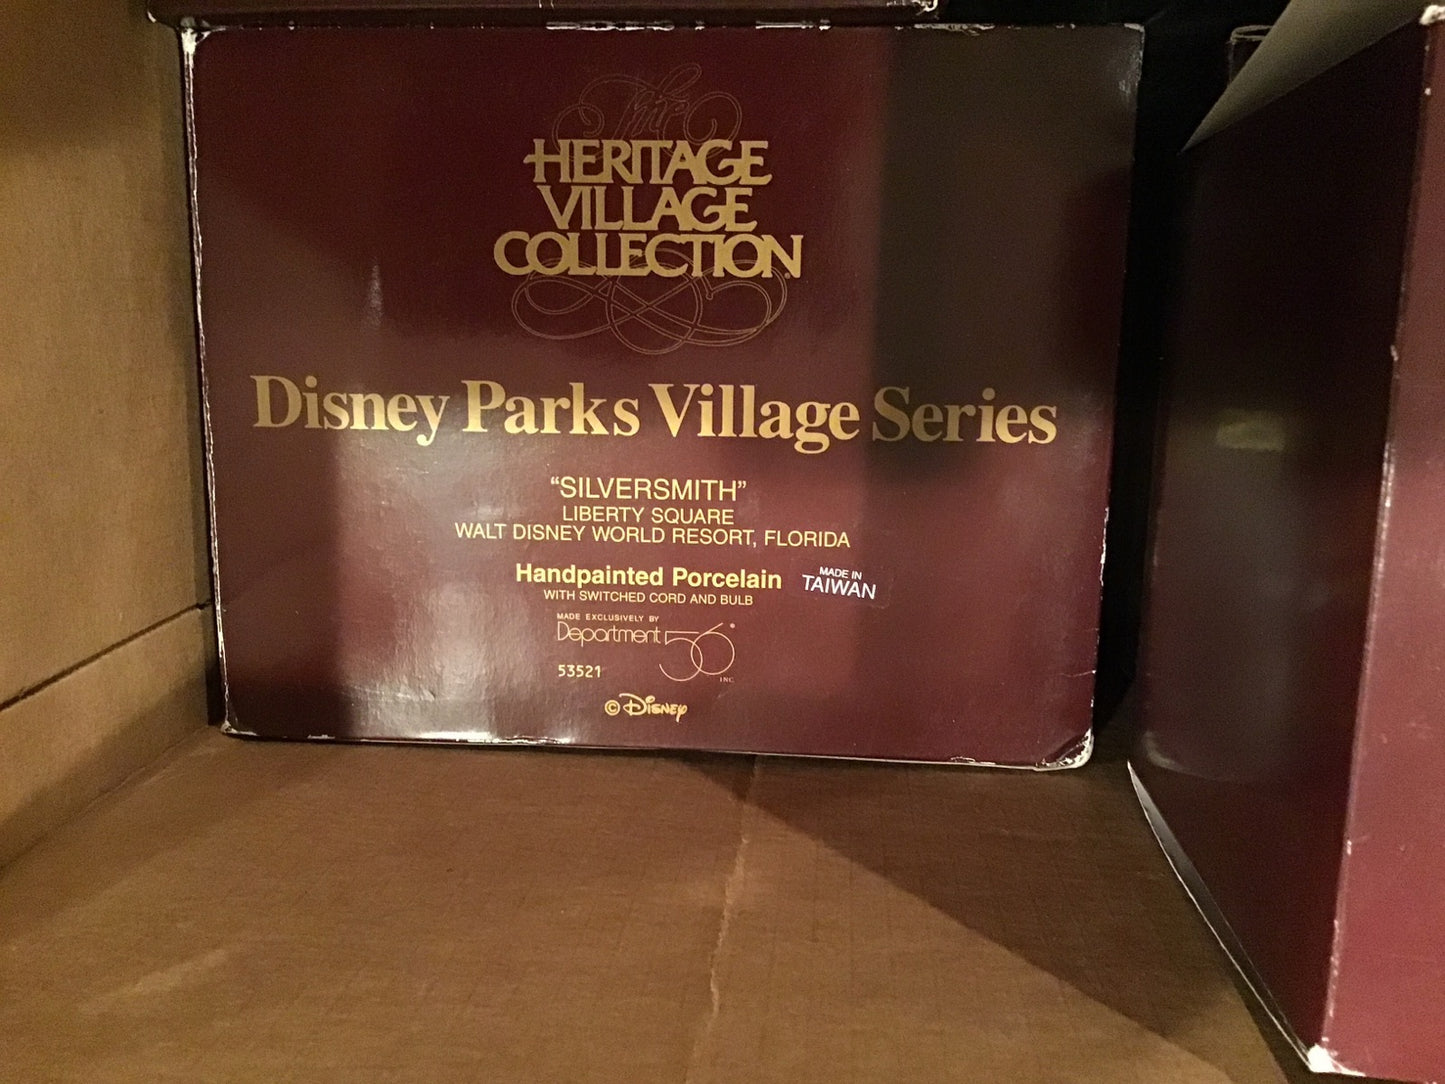 The
HERITAGE
VILLAGE
COLLECTION®
Disney Parks Village Series
“SILVERSMITH”
LIBERTY SQUARE
WALT DISNEY WORLD RESORT, FLORIDA
Handpainted Porcelain
MADE IN
TAIWAN
WITH SWITCHED CORD AND BULB
MADE EXCLUSIVELY BY
Department 56®
INC.
53521
© Disney